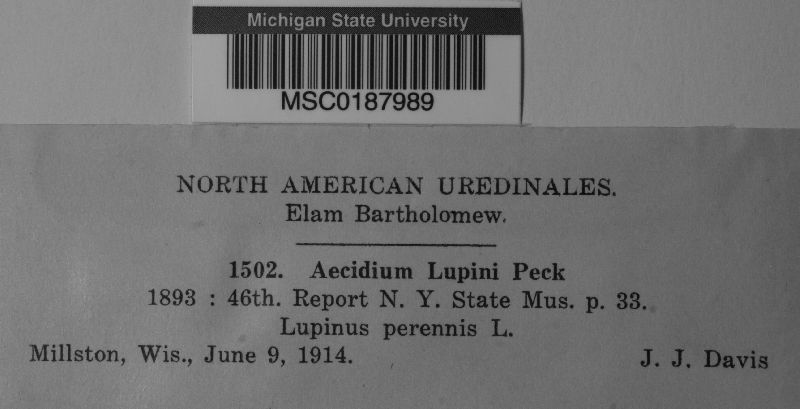 Michigan State University
MSC0187989
NORTH AMERICAN UREDINALES.
Elam Bartholomew.
1502. Aecidium Lupini Peck
1893 : 46th. Report N. Y. State Mus. p. 33.
Lupinus perennis L.
Millston, Wis., June 9, 1914. J. J. Davis